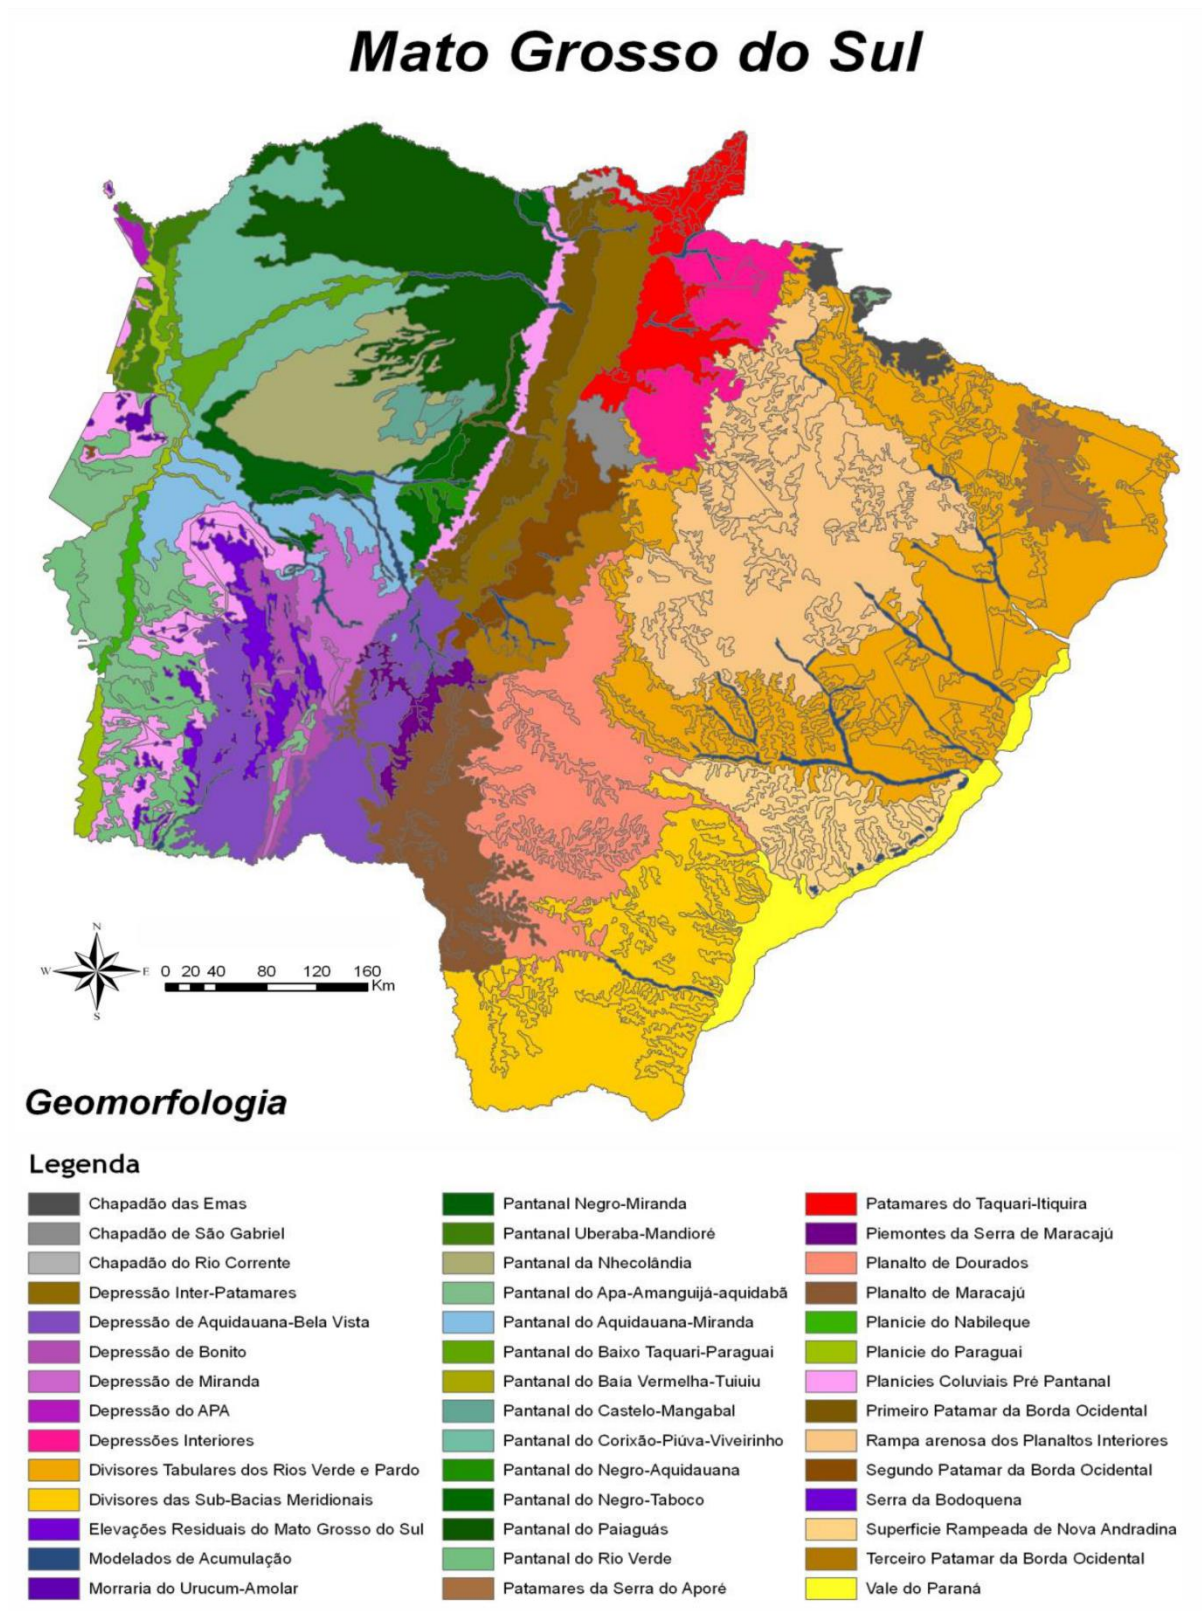 Mato Grosso do Sul
N
W E
S
0 20 40 80 120 160
Km
Geomorfologia
Legenda
Chapadão das Emas
Chapadão de São Gabriel
Chapadão do Rio Corrente
Depressão Inter-Patamares
Depressão de Aquidauana-Bela Vista
Depressão de Bonito
Depressão de Miranda
Depressão do APA
Depressões Interiores
Divisores Tabulares dos Rios Verde e Pardo
Divisores das Sub-Bacias Meridionais
Elevações Residuais do Mato Grosso do Sul
Modelados de Acumulação
Morraria do Urucum-Amolar
Pantanal Negro-Miranda
Pantanal Uberaba-Mandioré
Pantanal da Nhecolândia
Pantanal do Apa-Amanguijá-aquidabã
Pantanal do Aquidauana-Miranda
Pantanal do Baixo Taquari-Paraguai
Pantanal do Baía Vermelha-Tuiuiu
Pantanal do Castelo-Mangabal
Pantanal do Corixão-Piúva-Viveirinho
Pantanal do Negro-Aquidauana
Pantanal do Negro-Taboco
Pantanal do Paiaguás
Pantanal do Rio Verde
Patamares da Serra do Aporé
Patamares do Taquari-Itiquira
Piemontes da Serra de Maracajú
Planalto de Dourados
Planalto de Maracajú
Planície do Nabileque
Planície do Paraguai
Planícies Coluviais Pré Pantanal
Primeiro Patamar da Borda Ocidental
Rampa arenosa dos Planaltos Interiores
Segundo Patamar da Borda Ocidental
Serra da Bodoquena
Superfície Rampeada de Nova Andradina
Terceiro Patamar da Borda Ocidental
Vale do Paraná